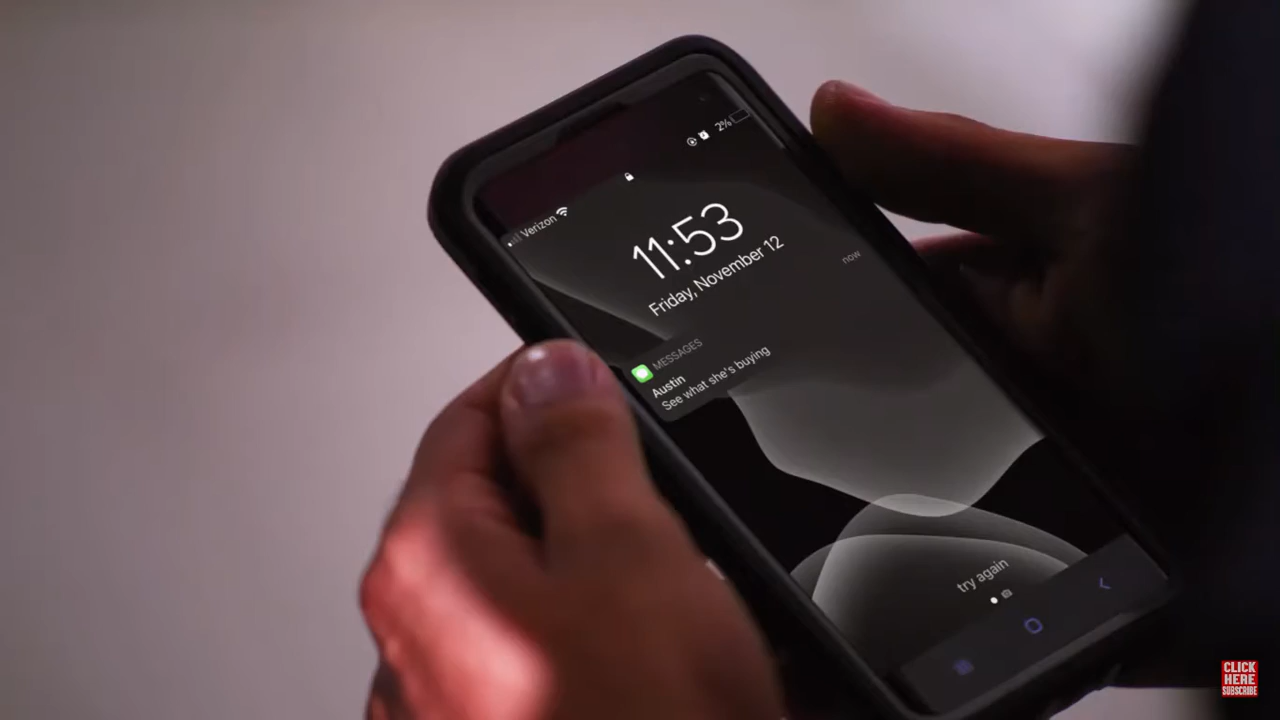 2%
Verizon
11:53
Friday, November 12
now
MESSAGES
Austin
See what she's buying
try again
CLICK
HERE
SUBSCRIBE